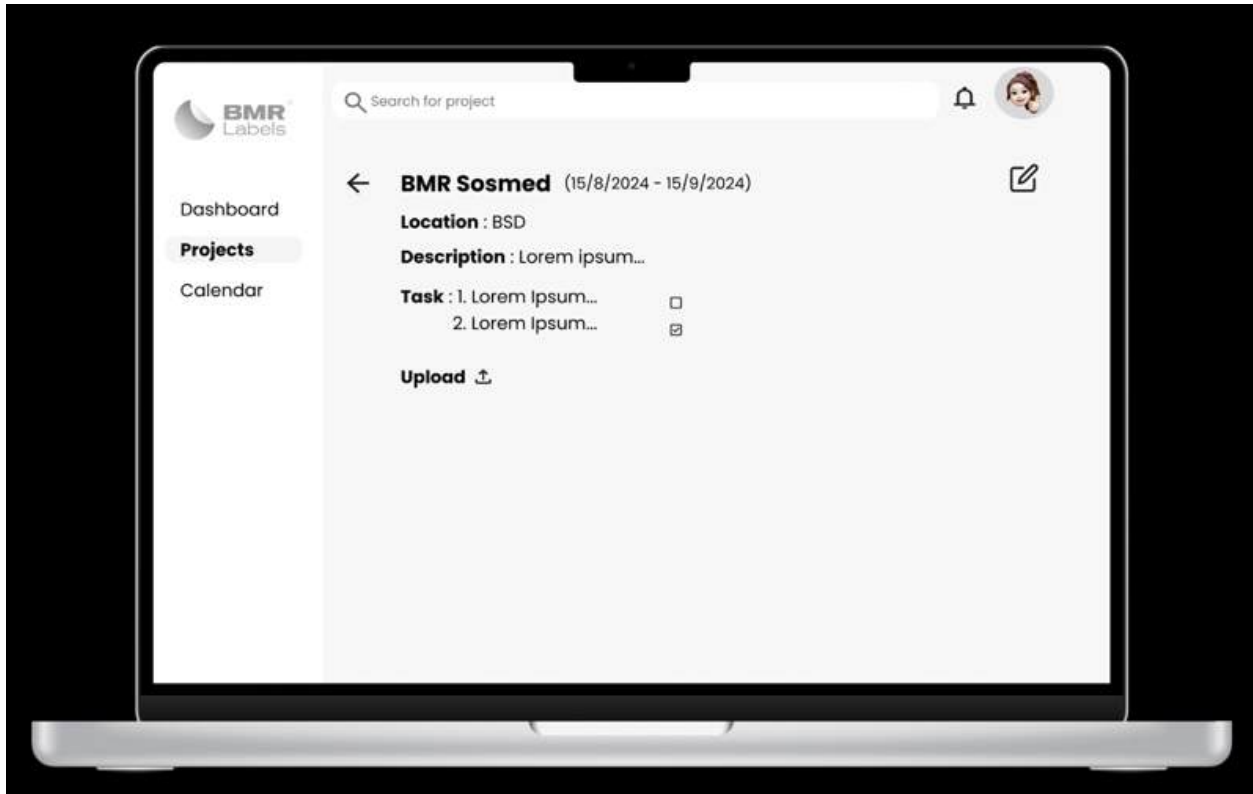 BMR
Labels
Search for project
Dashboard
Projects
Calendar
BMR Sosmed (15/8/2024 - 15/9/2024)
Location : BSD
Description : Lorem ipsum...
Task : 1. Lorem Ipsum...
2. Lorem Ipsum...
Upload